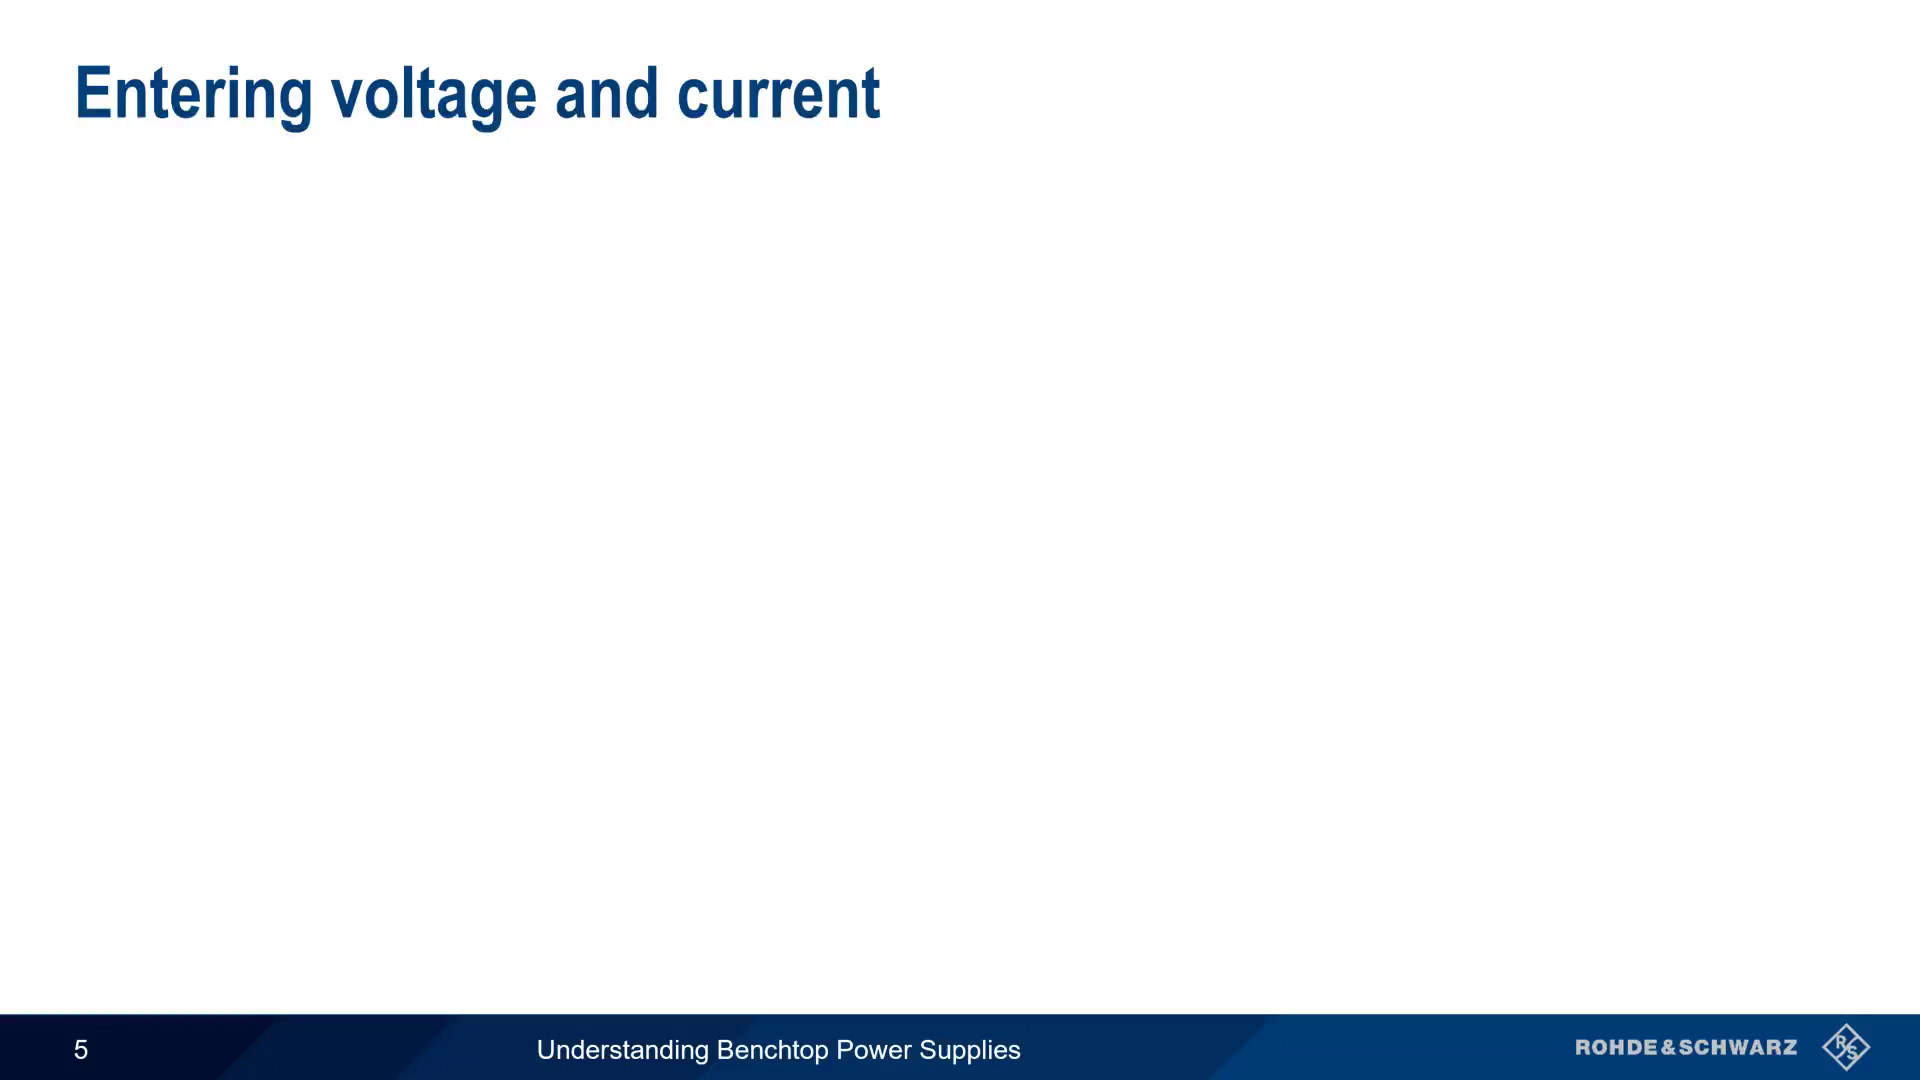 Entering voltage and current
5
Understanding Benchtop Power Supplies
ROHDE&SCHWARZ
R S